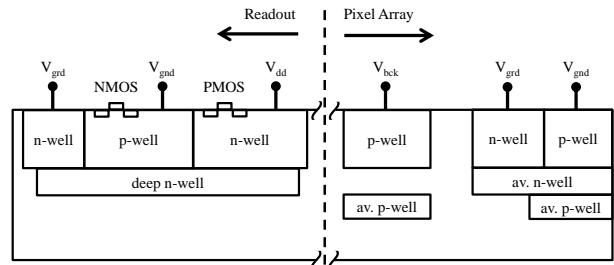 Readout Pixel Array
V_grd NMOS V_gnd PMOS V_dd V_bck V_grd V_gnd
n-well p-well n-well p-well n-well p-well
deep n-well av. n-well
av. p-well av. p-well